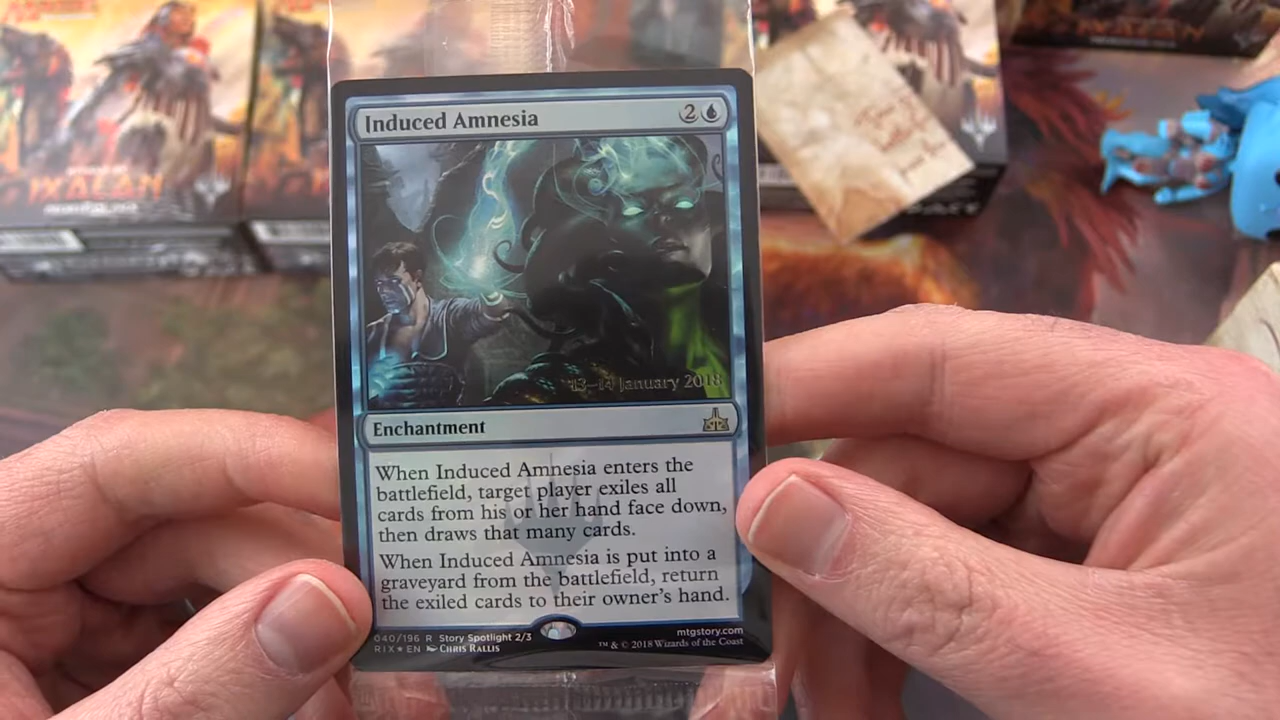 Induced Amnesia 2
13–14 January 2018
Enchantment
When Induced Amnesia enters the
battlefield, target player exiles all
cards from his or her hand face down,
then draws that many cards.
When Induced Amnesia is put into a
graveyard from the battlefield, return
the exiled cards to their owner's hand.
040/196 R Story Spotlight 2/3
RIX★EN CHRIS RALLIS
mtgstory.com
™ & © 2018 Wizards of the Coast
IXALAN